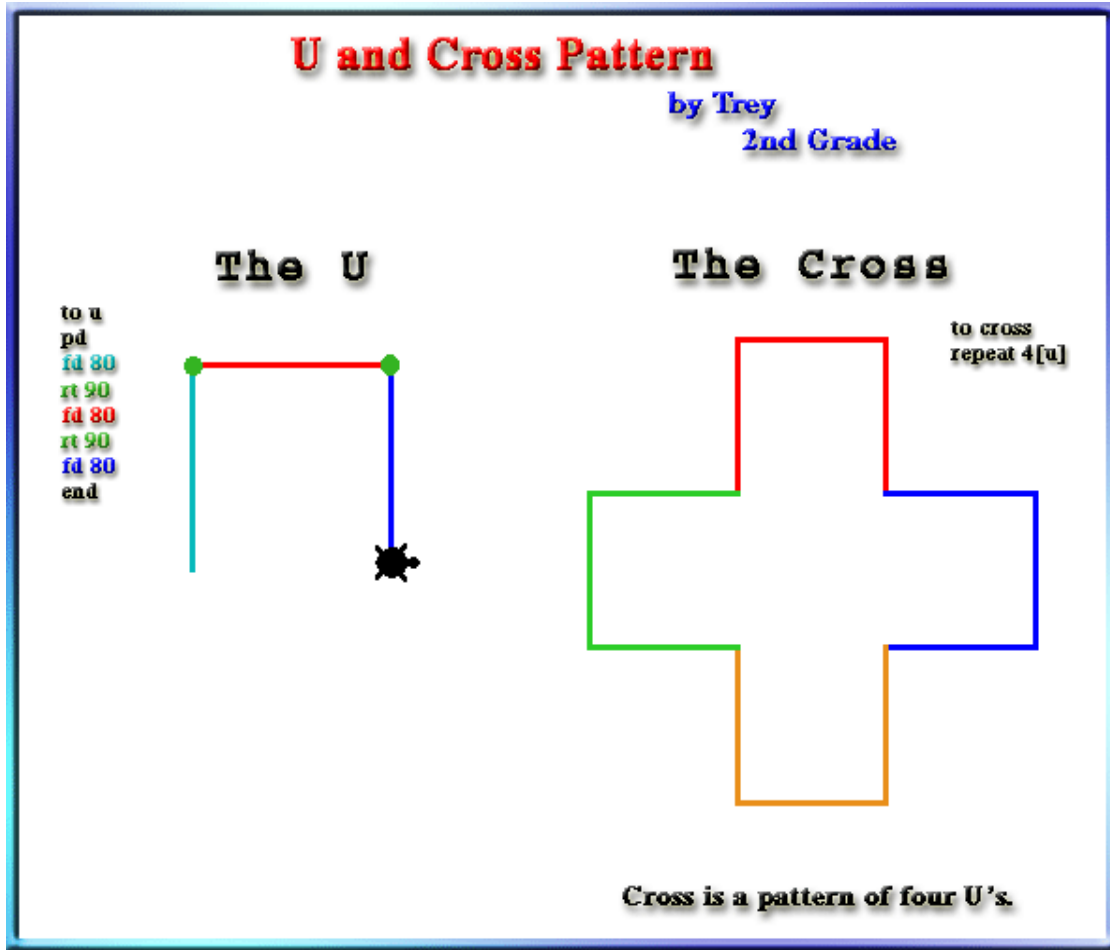 U and Cross Pattern
by Trey
2nd Grade
The U
to u
pd
fd 80
rt 90
fd 80
rt 90
fd 80
end
The Cross
to cross
repeat 4[u]
Cross is a pattern of four U's.